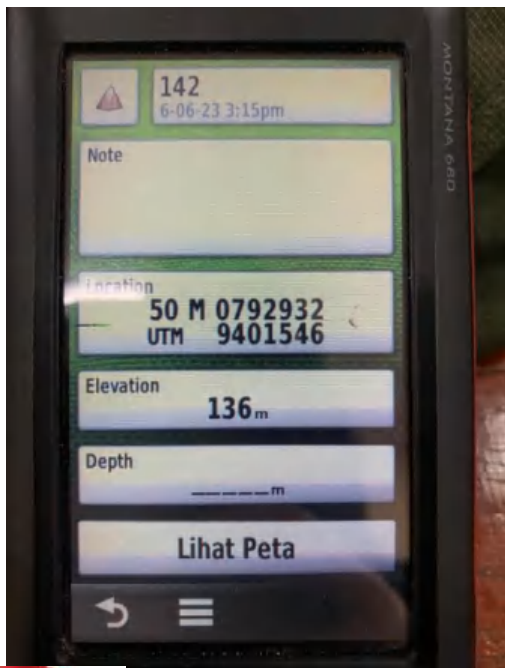 MONTANA 680
142
6-06-23 3:15pm
Note
Location
50 M 0792932
UTM 9401546
Elevation
136m
Depth
_____m
Lihat Peta